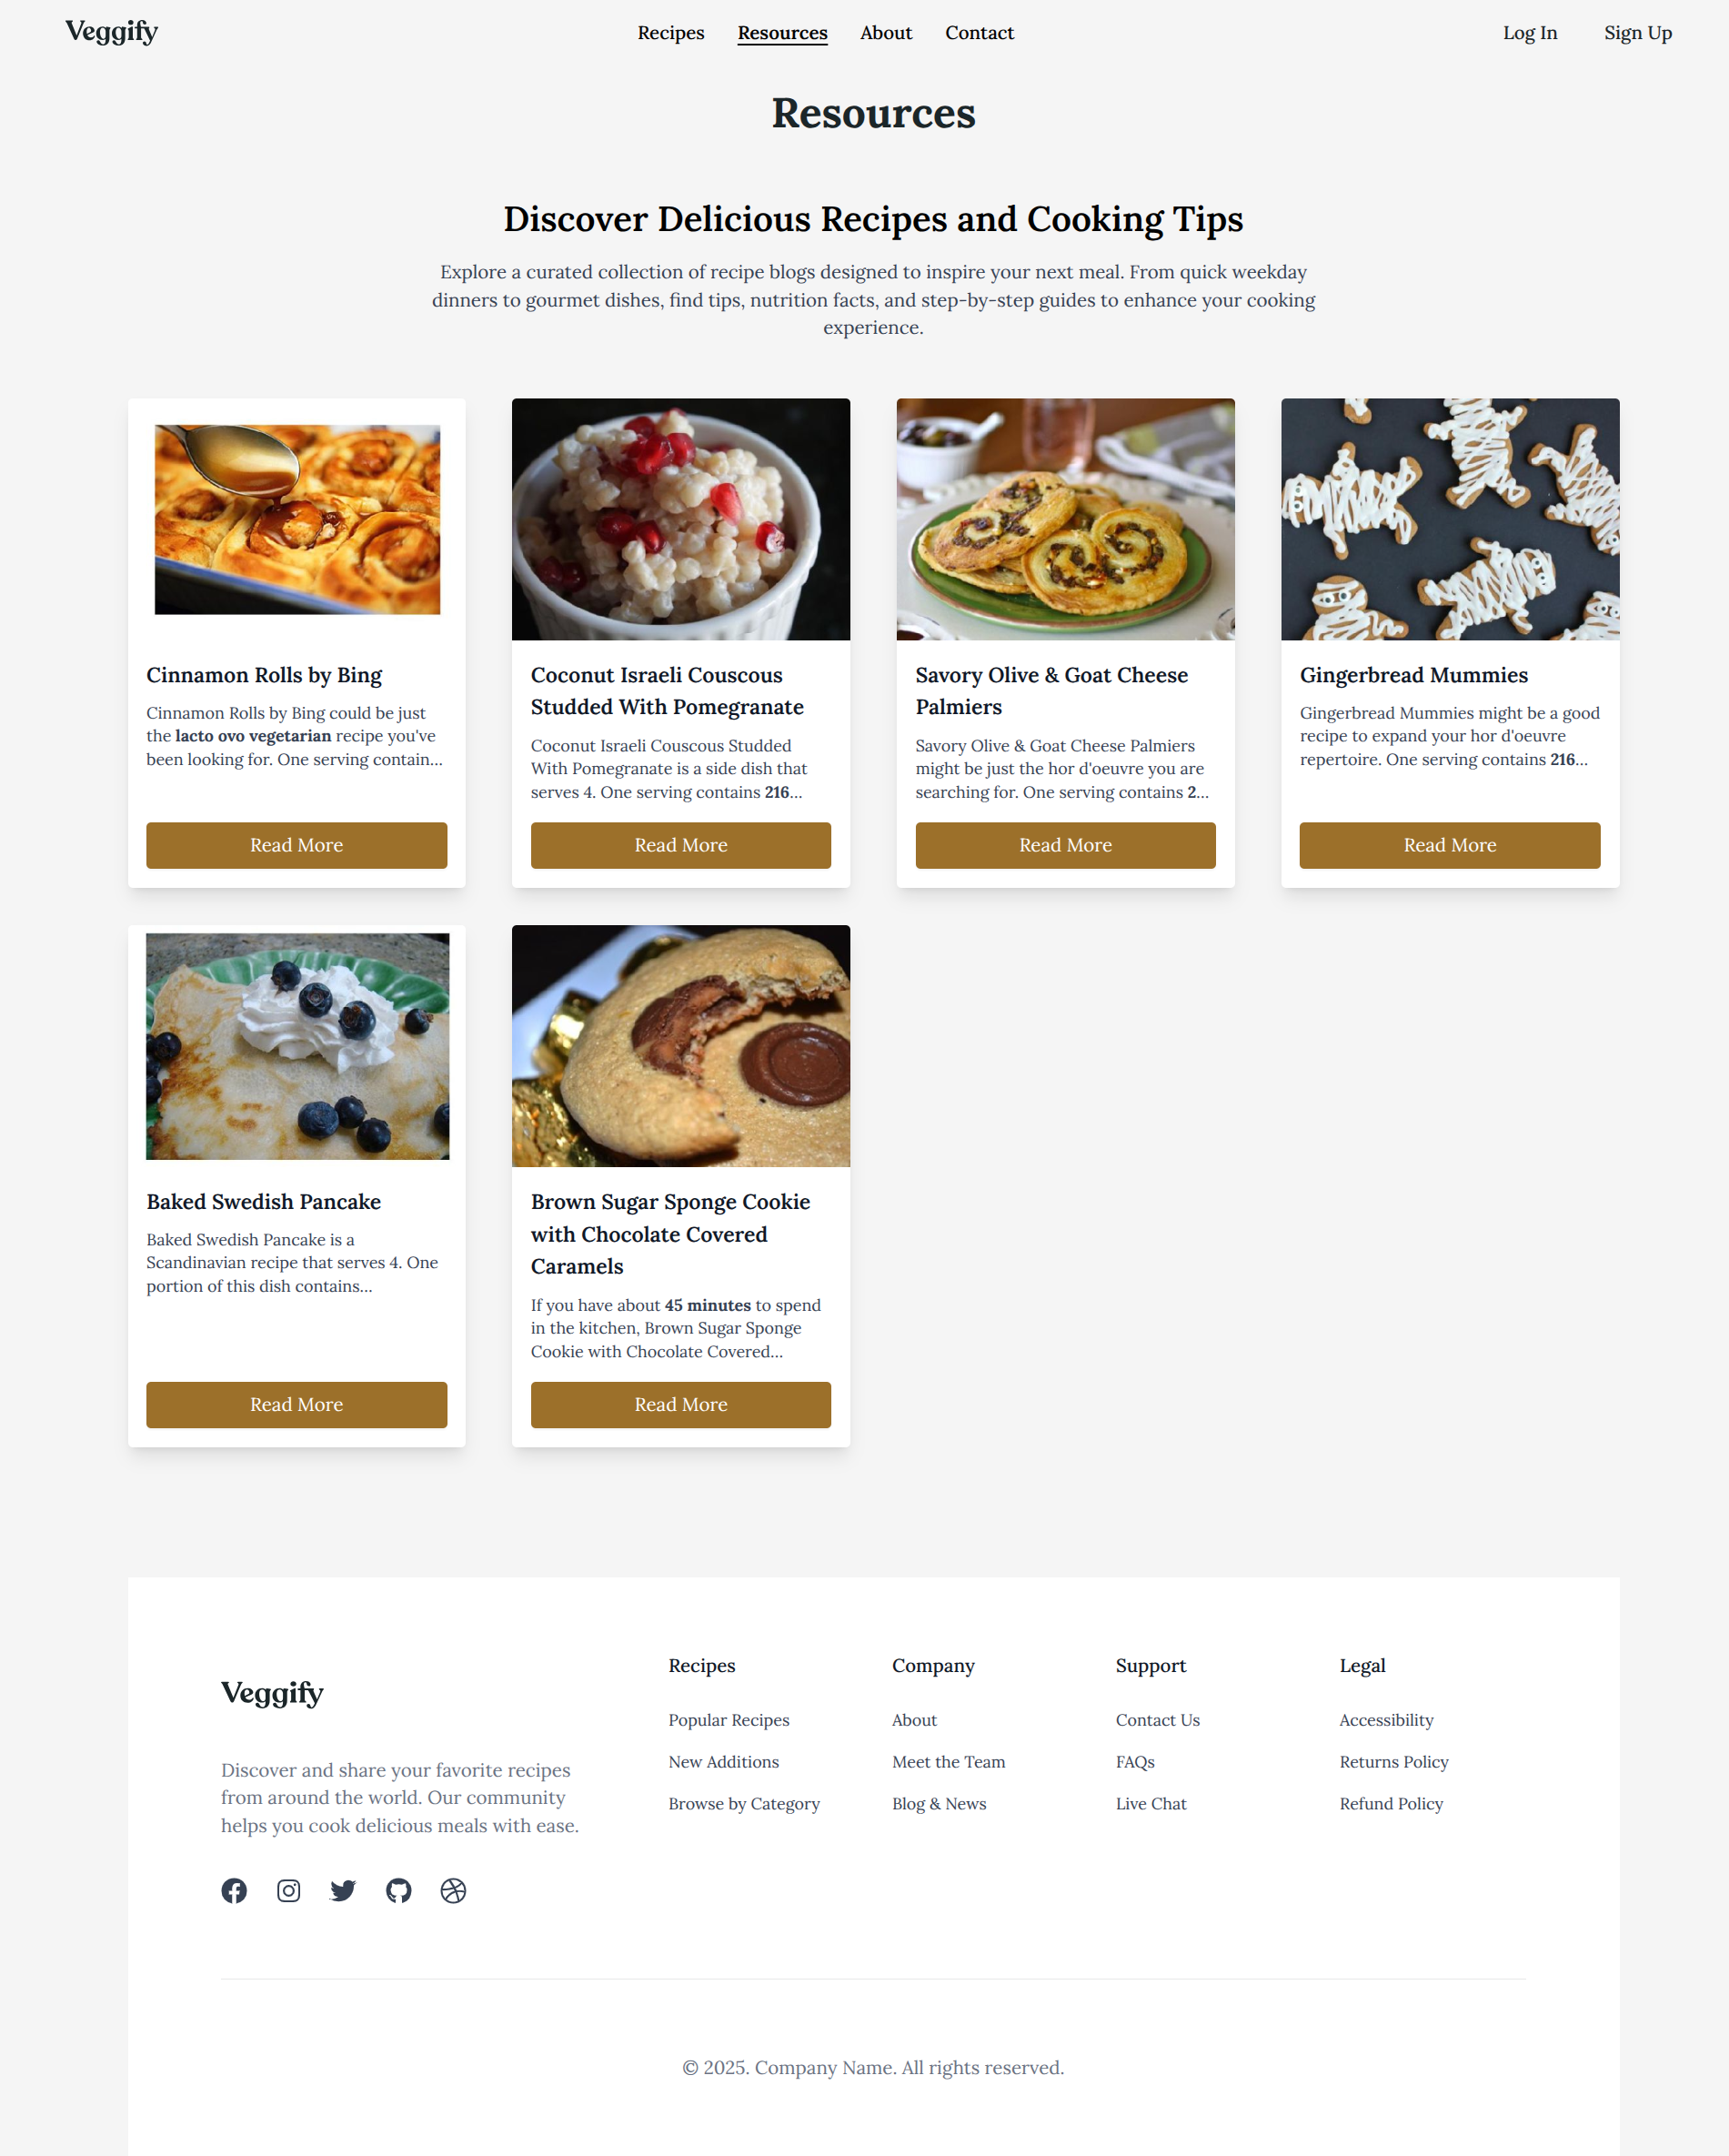 Veggify
Recipes Resources About Contact
Log In Sign Up
Resources
Discover Delicious Recipes and Cooking Tips
Explore a curated collection of recipe blogs designed to inspire your next meal. From quick weekday
dinners to gourmet dishes, find tips, nutrition facts, and step-by-step guides to enhance your cooking
experience.
Cinnamon Rolls by Bing
Cinnamon Rolls by Bing could be just
the lacto ovo vegetarian recipe you've
been looking for. One serving contain...
Read More
Coconut Israeli Couscous
Studded With Pomegranate
Coconut Israeli Couscous Studded
With Pomegranate is a side dish that
serves 4. One serving contains 216...
Read More
Savory Olive & Goat Cheese
Palmiers
Savory Olive & Goat Cheese Palmiers
might be just the hor d'oeuvre you are
searching for. One serving contains 2...
Read More
Gingerbread Mummies
Gingerbread Mummies might be a good
recipe to expand your hor d'oeuvre
repertoire. One serving contains 216...
Read More
Baked Swedish Pancake
Baked Swedish Pancake is a
Scandinavian recipe that serves 4. One
portion of this dish contains...
Read More
Brown Sugar Sponge Cookie
with Chocolate Covered
Caramels
If you have about 45 minutes to spend
in the kitchen, Brown Sugar Sponge
Cookie with Chocolate Covered...
Read More
Veggify
Discover and share your favorite recipes
from around the world. Our community
helps you cook delicious meals with ease.
Recipes
Popular Recipes
New Additions
Browse by Category
Company
About
Meet the Team
Blog & News
Support
Contact Us
FAQs
Live Chat
Legal
Accessibility
Returns Policy
Refund Policy
© 2025. Company Name. All rights reserved.